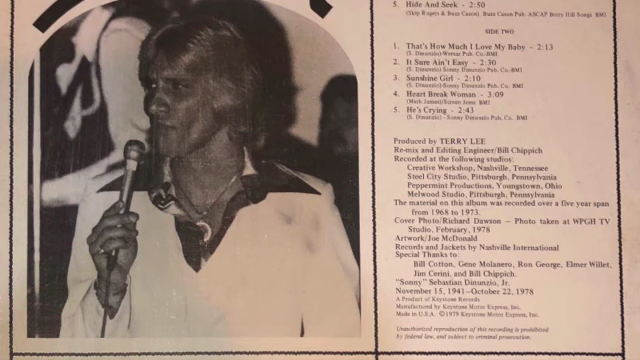 5. Hide And Seek - 2:50
(Skip Rogers & Buzz Cason) Buzz Cason Pub. ASCAP Berry Hill Songs BMI
SIDE TWO
1. That's How Much I Love My Baby - 2:13
(S. Dinunzio)-Wemar Pub. Co.-BMI
2. It Sure Ain't Easy - 2:30
(S. Dinunzio) Sonny Dinunzio Pub. Co.-BMI
3. Sunshine Girl - 2:10
(S. Dinunzio)-Sonny Dinunzio Pub. Co. BMI
4. Heart Break Woman - 3:09
(Mark James)/Screen Jems BMI
5. He's Crying - 2:43
(S. Dinunzio) - Sonny Dinunzio Pub. Co. BMI
Produced by TERRY LEE
Re-mix and Editing Engineer/Bill Chippich
Recorded at the following studios:
Creative Workshop, Nashville, Tennessee
Steel City Studio, Pittsburgh, Pennsylvania
Peppermint Productions, Youngstown, Ohio
Melwood Studio, Pittsburgh, Pennsylvania
The material on this album was recorded over a five year span
from 1968 to 1973.
Cover Photo/Richard Dawson — Photo taken at WPGH TV
Studio, February, 1978
Artwork/Joe McDonald
Records and Jackets by Nashville International
Special Thanks to:
Bill Cotton, Gene Molanero, Ron George, Elmer Willet,
Jim Cerini, and Bill Chippich.
"Sonny" Sebastian Dinunzio, Jr.
November 15, 1941—October 22, 1978
A Product of Keystone Records
Manufactured by Keystone Motor Express, Inc.
Made in U.S.A. ©1979 Keystone Motor Express, Inc.
Unauthorized reproduction of this recording is prohibited
by federal law, and subject to criminal prosecution.